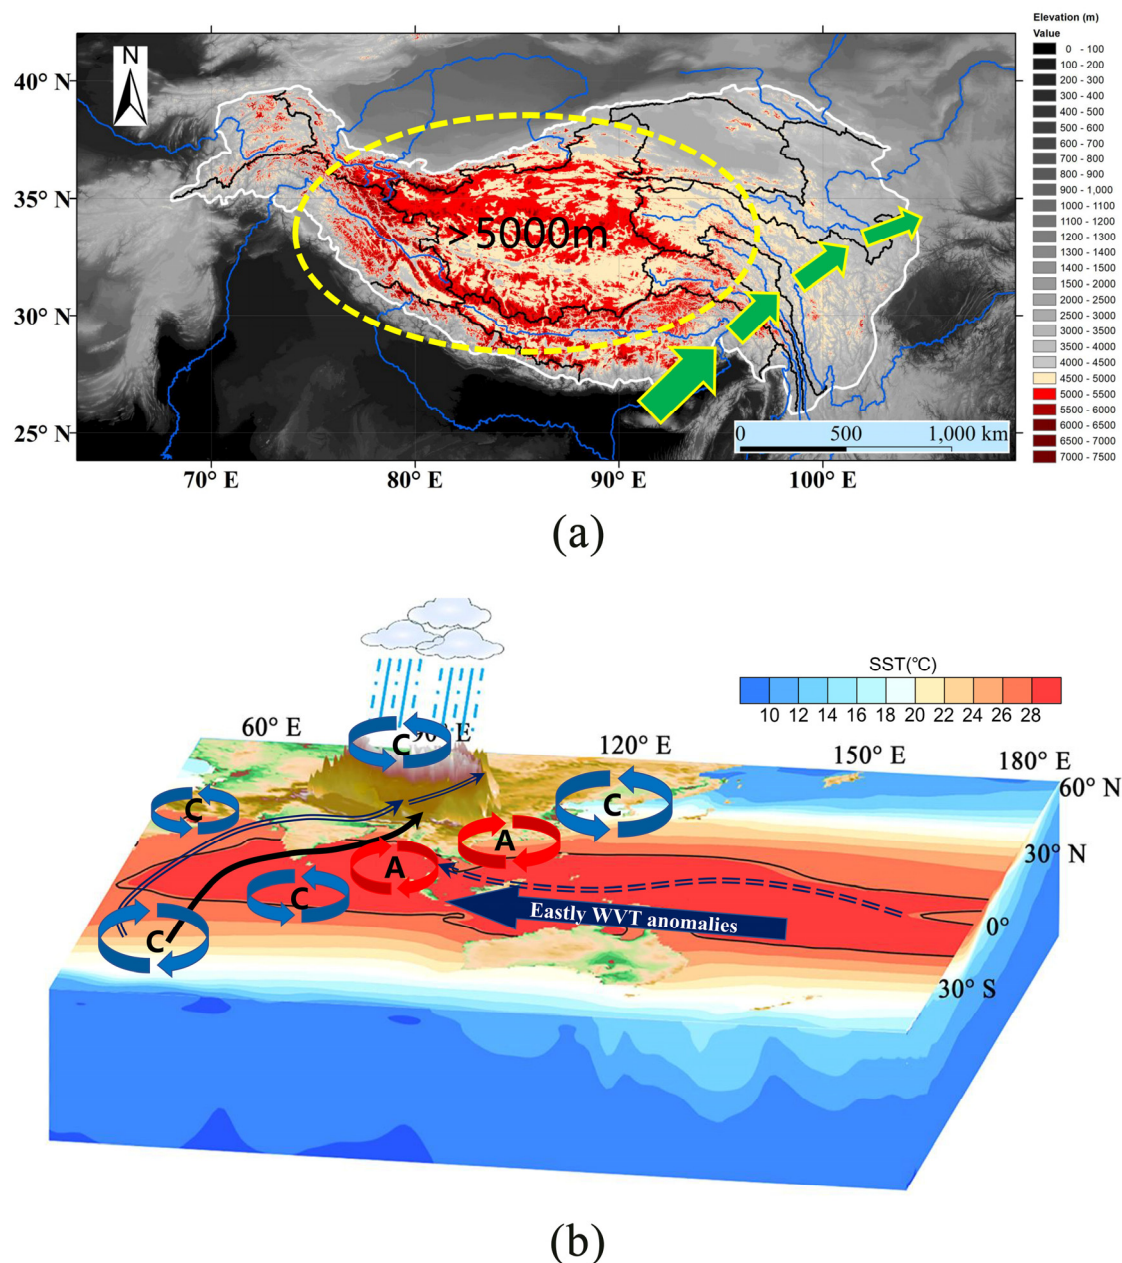 Elevation (m)
Value
0 - 100
100 - 200
200 - 300
300 - 400
400 - 500
500 - 600
600 - 700
700 - 800
800 - 900
900 - 1,000
1000 - 1100
1100 - 1200
1200 - 1300
1300 - 1400
1400 - 1500
1500 - 2000
2000 - 2500
2500 - 3000
3000 - 3500
3500 - 4000
4000 - 4500
4500 - 5000
5000 - 5500
5500 - 6000
6000 - 6500
6500 - 7000
7000 - 7500
N
40° N
35° N
30° N
25° N
>5000m
0 500 1,000 km
70° E 80° E 90° E 100° E
(a)
SST(℃)
10 12 14 16 18 20 22 24 26 28
60° E 90° E 120° E 150° E 180° E
60° N
30° N
0°
30° S
C
C
C
A
A
C
C
Eastly WVT anomalies
(b)